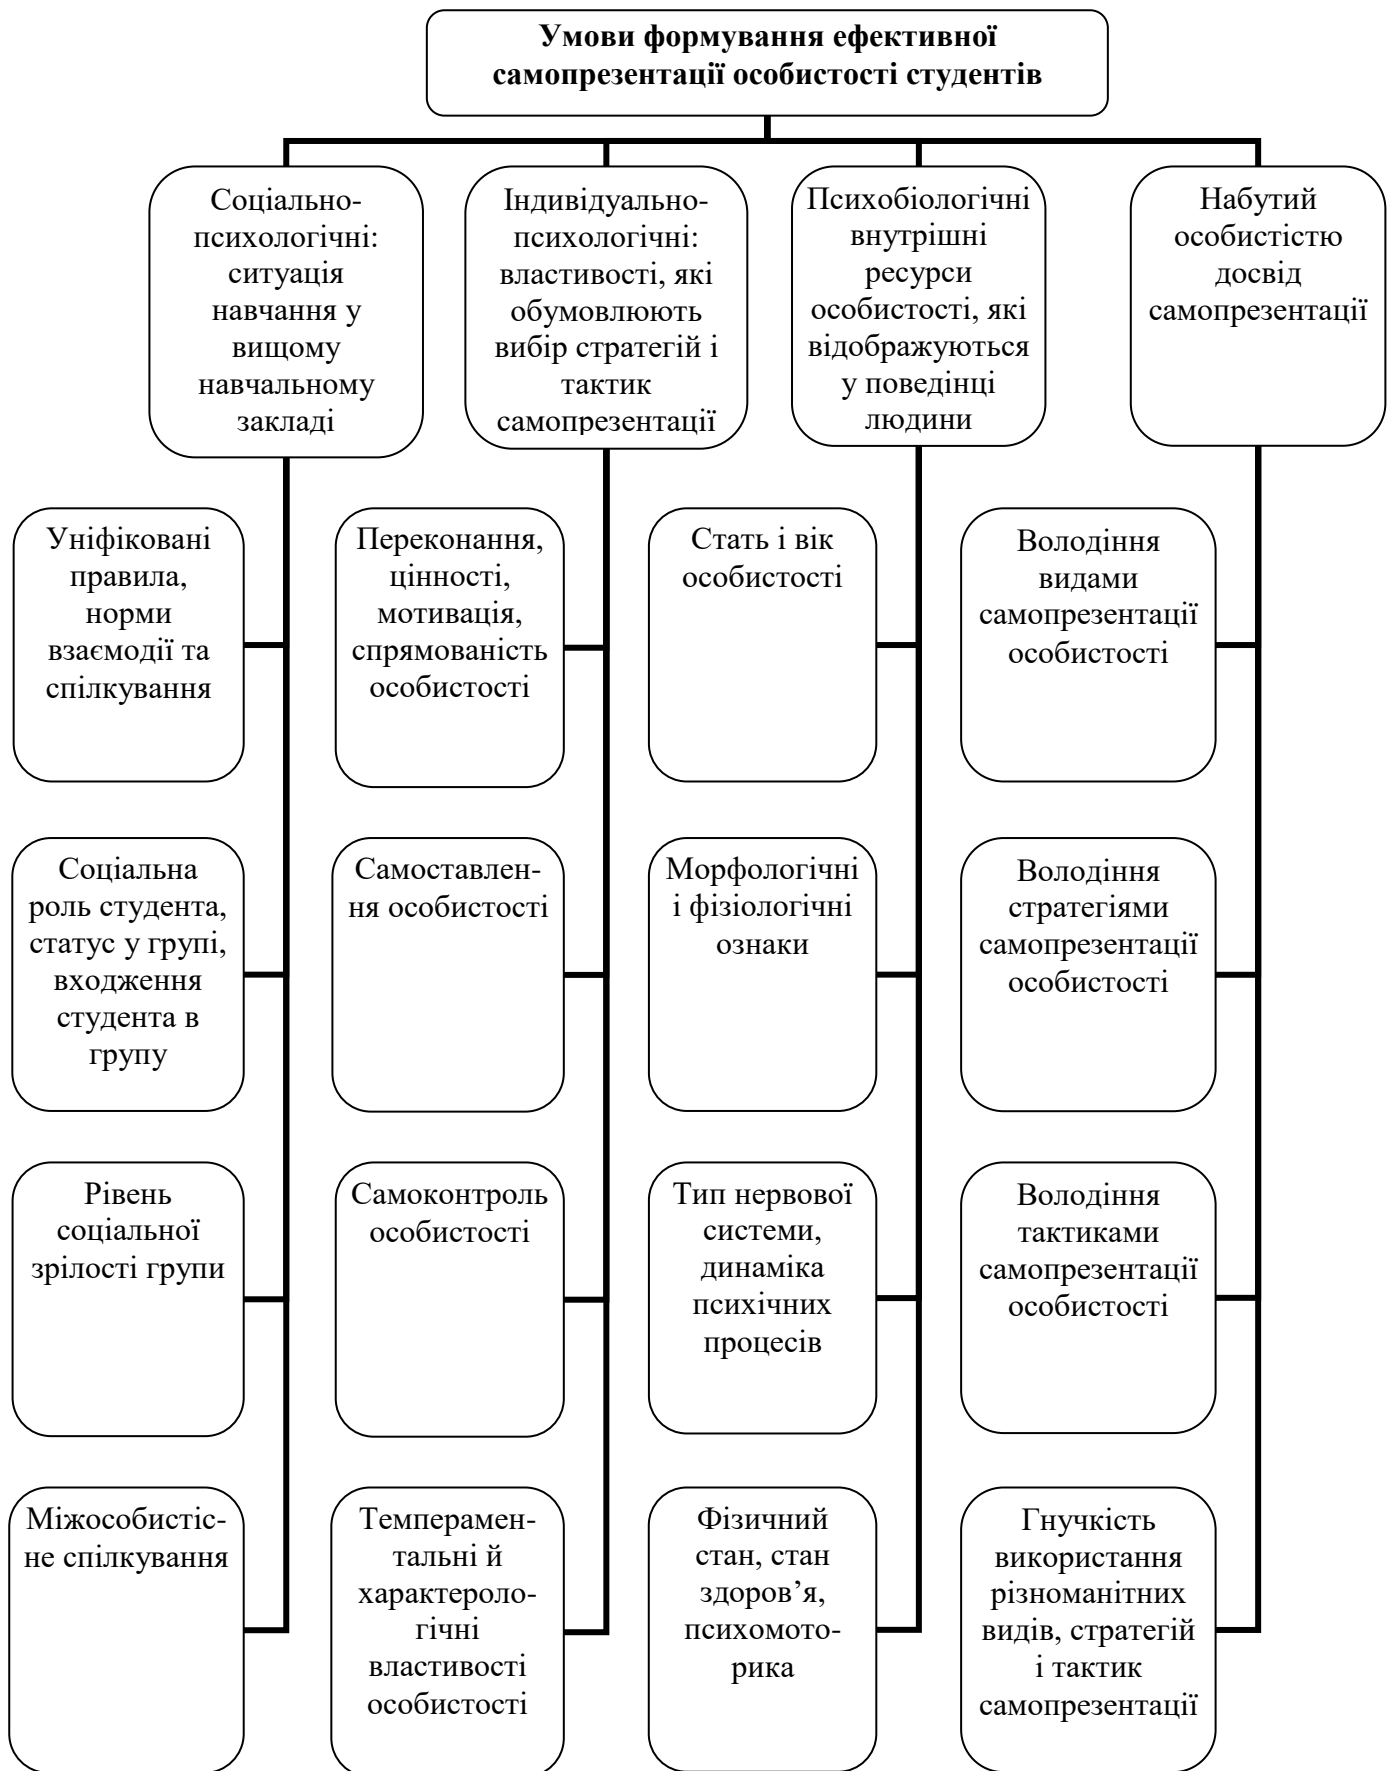 Умови формування ефективної
самопрезентації особистості студентів
Соціально-
психологічні:
ситуація
навчання у
вищому
навчальному
закладі
Індивідуально-
психологічні:
властивості, які
обумовлюють
вибір стратегій і
тактик
самопрезентації
Психобіологічні
внутрішні
ресурси
особистості, які
відображуються
у поведінці
людини
Набутий
особистістю
досвід
самопрезентації
Уніфіковані
правила,
норми
взаємодії та
спілкування
Переконання,
цінності,
мотивація,
спрямованість
особистості
Стать і вік
особистості
Володіння
видами
самопрезентації
особистості
Соціальна
роль студента,
статус у групі,
входження
студента в
групу
Самоставлен-
ня особистості
Морфологічні
і фізіологічні
ознаки
Володіння
стратегіями
самопрезентації
особистості
Рівень
соціальної
зрілості групи
Самоконтроль
особистості
Тип нервової
системи,
динаміка
психічних
процесів
Володіння
тактиками
самопрезентації
особистості
Міжособистіс-
не спілкування
Темперамен-
тальні й
характероло-
гічні
властивості
особистості
Фізичний
стан, стан
здоров’я,
психомото-
рика
Гнучкість
використання
різноманітних
видів, стратегій
і тактик
самопрезентації